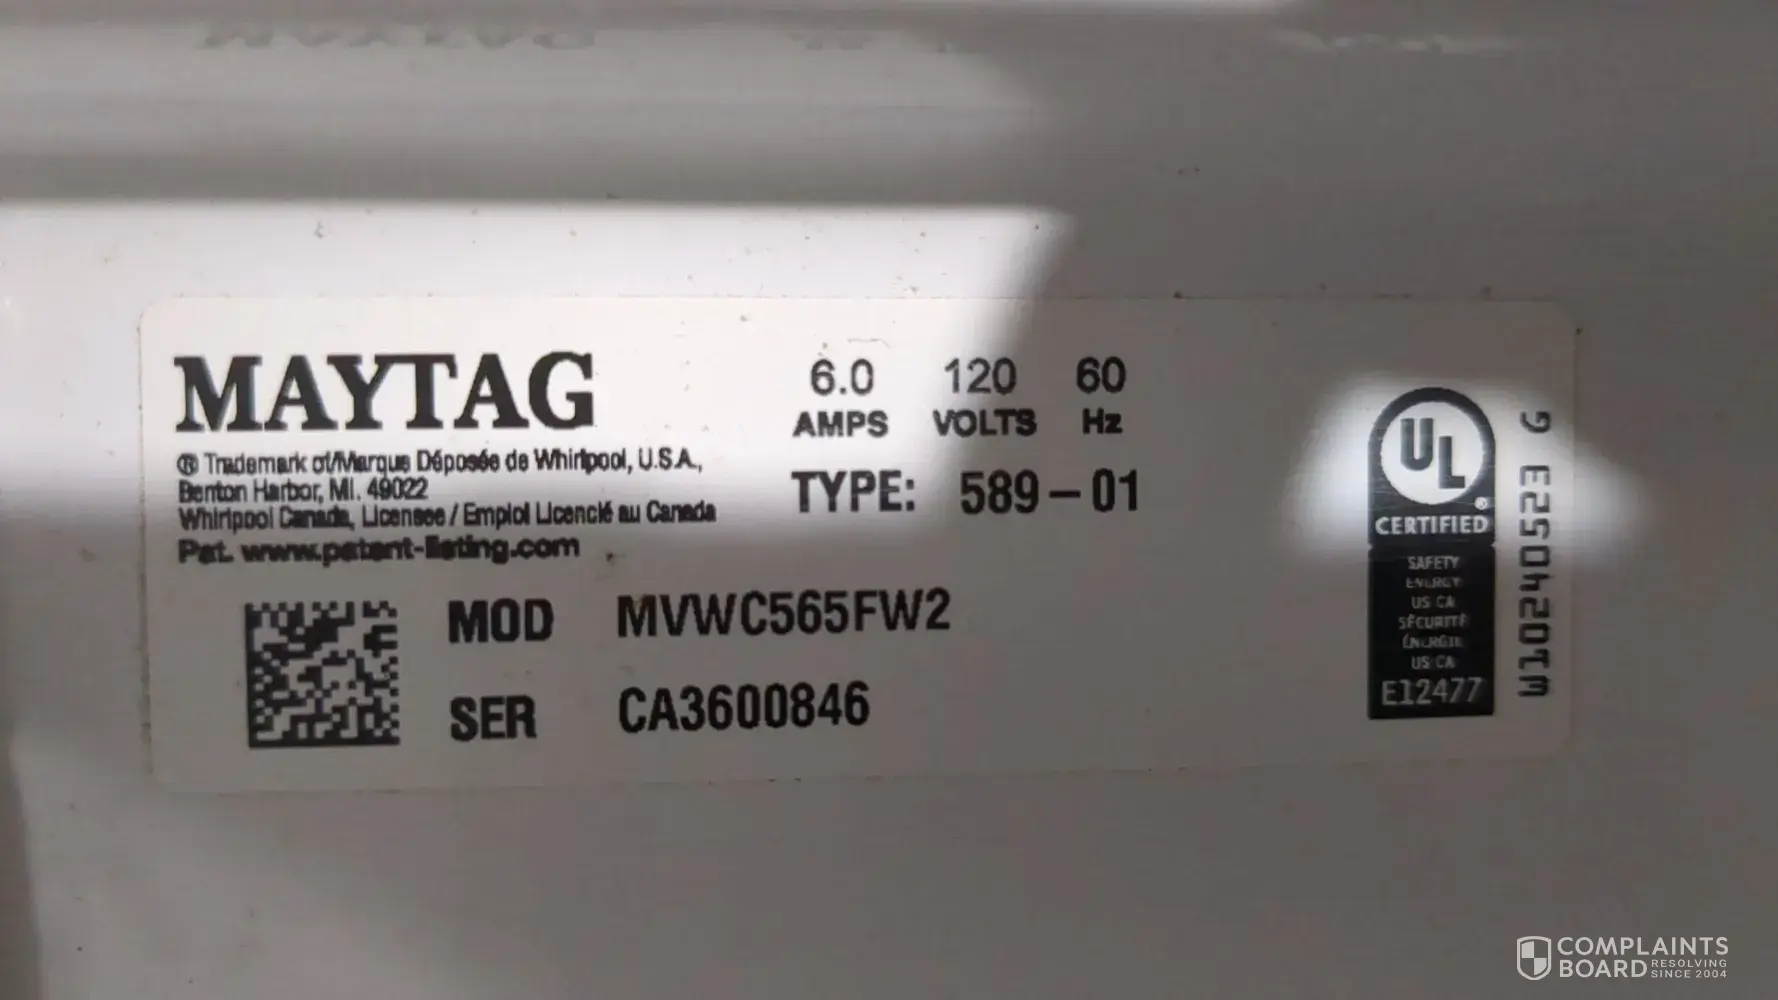 MAYTAG
® Trademark of/Marque Déposée de Whirlpool, U.S.A.,
Benton Harbor, MI. 49022
Whirlpool Canada, Licensee / Emploi Licencié au Canada
Pat. www.patent-listing.com
6.0 120 60
AMPS VOLTS Hz
TYPE: 589-01
MOD MVWC565FW2
SER CA3600846
UL
®
CERTIFIED
SAFETY
ENERGY
US CA
SÉCURITÉ
ÉNERGIE
US CA
E12477
W10240523 G
COMPLAINTS
BOARD RESOLVING
SINCE 2004